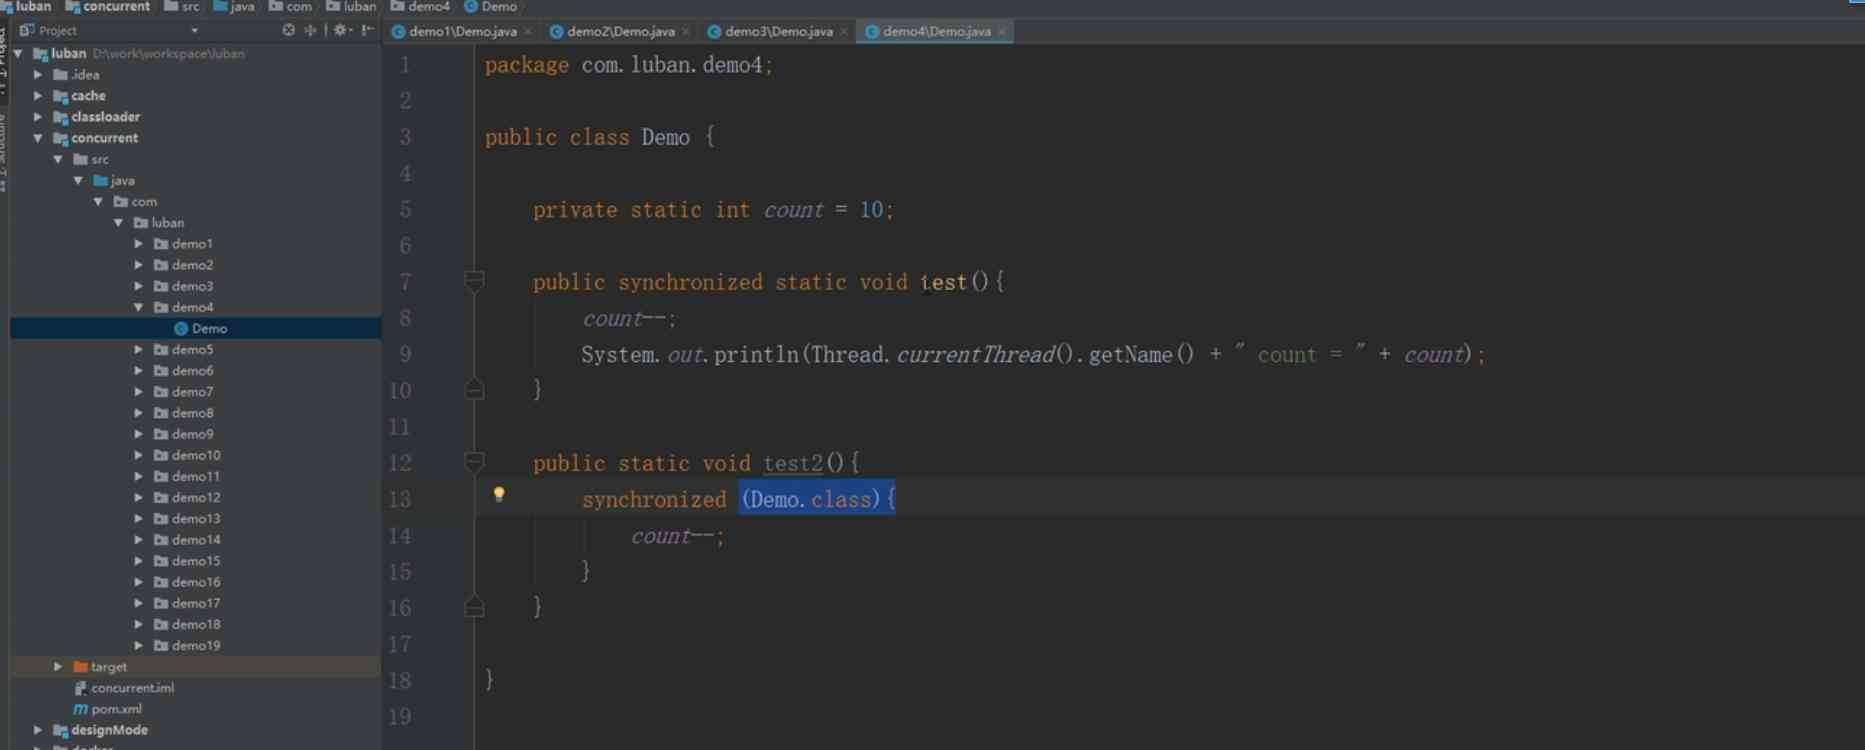 luban concurrent src java com luban demo4 Demo
Project
demo1\Demo.java × demo2\Demo.java × demo3\Demo.java × demo4\Demo.java ×
luban D:\work\workspace\luban
.idea
cache
classloader
concurrent
src
java
com
luban
demo1
demo2
demo3
demo4
Demo
demo5
demo6
demo7
demo8
demo9
demo10
demo11
demo12
demo13
demo14
demo15
demo16
demo17
demo18
demo19
target
concurrent.iml
pom.xml
designMode
1 package com.luban.demo4;
2
3 public class Demo {
4
5 private static int count = 10;
6
7 public synchronized static void test(){
8 count--;
9 System.out.println(Thread.currentThread().getName() + " count = " + count);
10 }
11
12 public static void test2(){
13 synchronized (Demo.class){
14 count--;
15 }
16 }
17
18 }
19